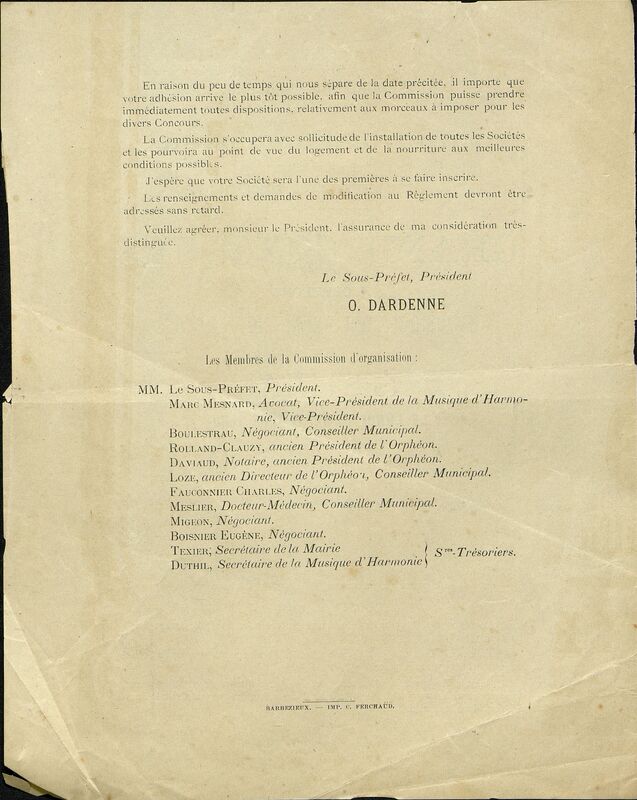 En raison du peu de temps qui nous sépare de la date précitée, il importe que
votre adhésion arrive le plus tôt possible, afin que la Commission puisse prendre
immédiatement toutes dispositions, relativement aux morceaux à imposer pour les
divers Concours.
La Commission s'occupera avec sollicitude de l'installation de toutes les Sociétés
et les pourvoira au point de vue du logement et de la nourriture aux meilleures
conditions possibles.
J'espère que votre Société sera l'une des premières à se faire inscrire.
Les renseignements et demandes de modification au Règlement devront être
adressés sans retard.
Veuillez agréer, monsieur le Président, l'assurance de ma considération très-
distinguée.
Le Sous-Préfet, Président
O. DARDENNE
Les Membres de la Commission d'organisation :
MM. LE SOUS-PRÉFET, Président.
MARC MESNARD, Avocat, Vice-Président de la Musique d'Harmo-
nie, Vice-Président.
BOULESTRAU, Négociant, Conseiller Municipal.
ROLLAND-CLAUZY, ancien Président de l'Orphéon.
DAVIAUD, Notaire, ancien Président de l'Orphéon.
LOZE, ancien Directeur de l'Orphéon, Conseiller Municipal.
FAUCONNIER CHARLES, Négociant.
MESLIER, Docteur-Médecin, Conseiller Municipal.
MIGEON, Négociant.
BOISNIER EUGÈNE, Négociant.
TEXIER, Secrétaire de la Mairie
DUTHIL, Secrétaire de la Musique d'Harmonie
Sres-Trésoriers.
BARBEZIEUX. — IMP. C. FERCHAUD.